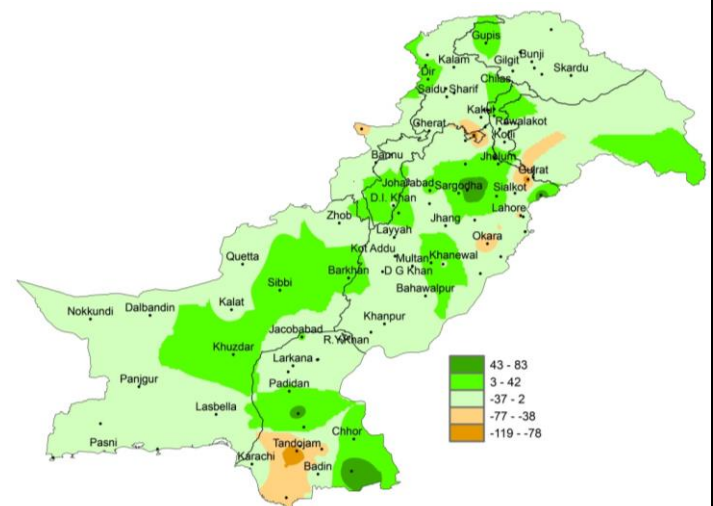 Gupis
Kalam
Gilgit
Bunji
Skardu
Dir
Chilas
Saidu Sharif
Kakul
Gherat
Rawalakot
Kotli
Bannu
Jhelum
Gujrat
Joharabad
Sargodha
Sialkot
D.I. Khan
Zhob
Lahore
Jhang
Layyah
Okara
Kot Addu
Quetta
Multan
Khanewal
Barkhan
D G Khan
Sibbi
Bahawalpur
Kalat
Nokkundi
Dalbandin
Khanpur
Jacobabad
R.Y.Khan
Khuzdar
Larkana
43 - 83
3 - 42
-37 - 2
-77 - -38
-119 - -78
Panjgur
Padidan
Lasbella
Chhor
Pasni
Tandojam
Karachi
Badin